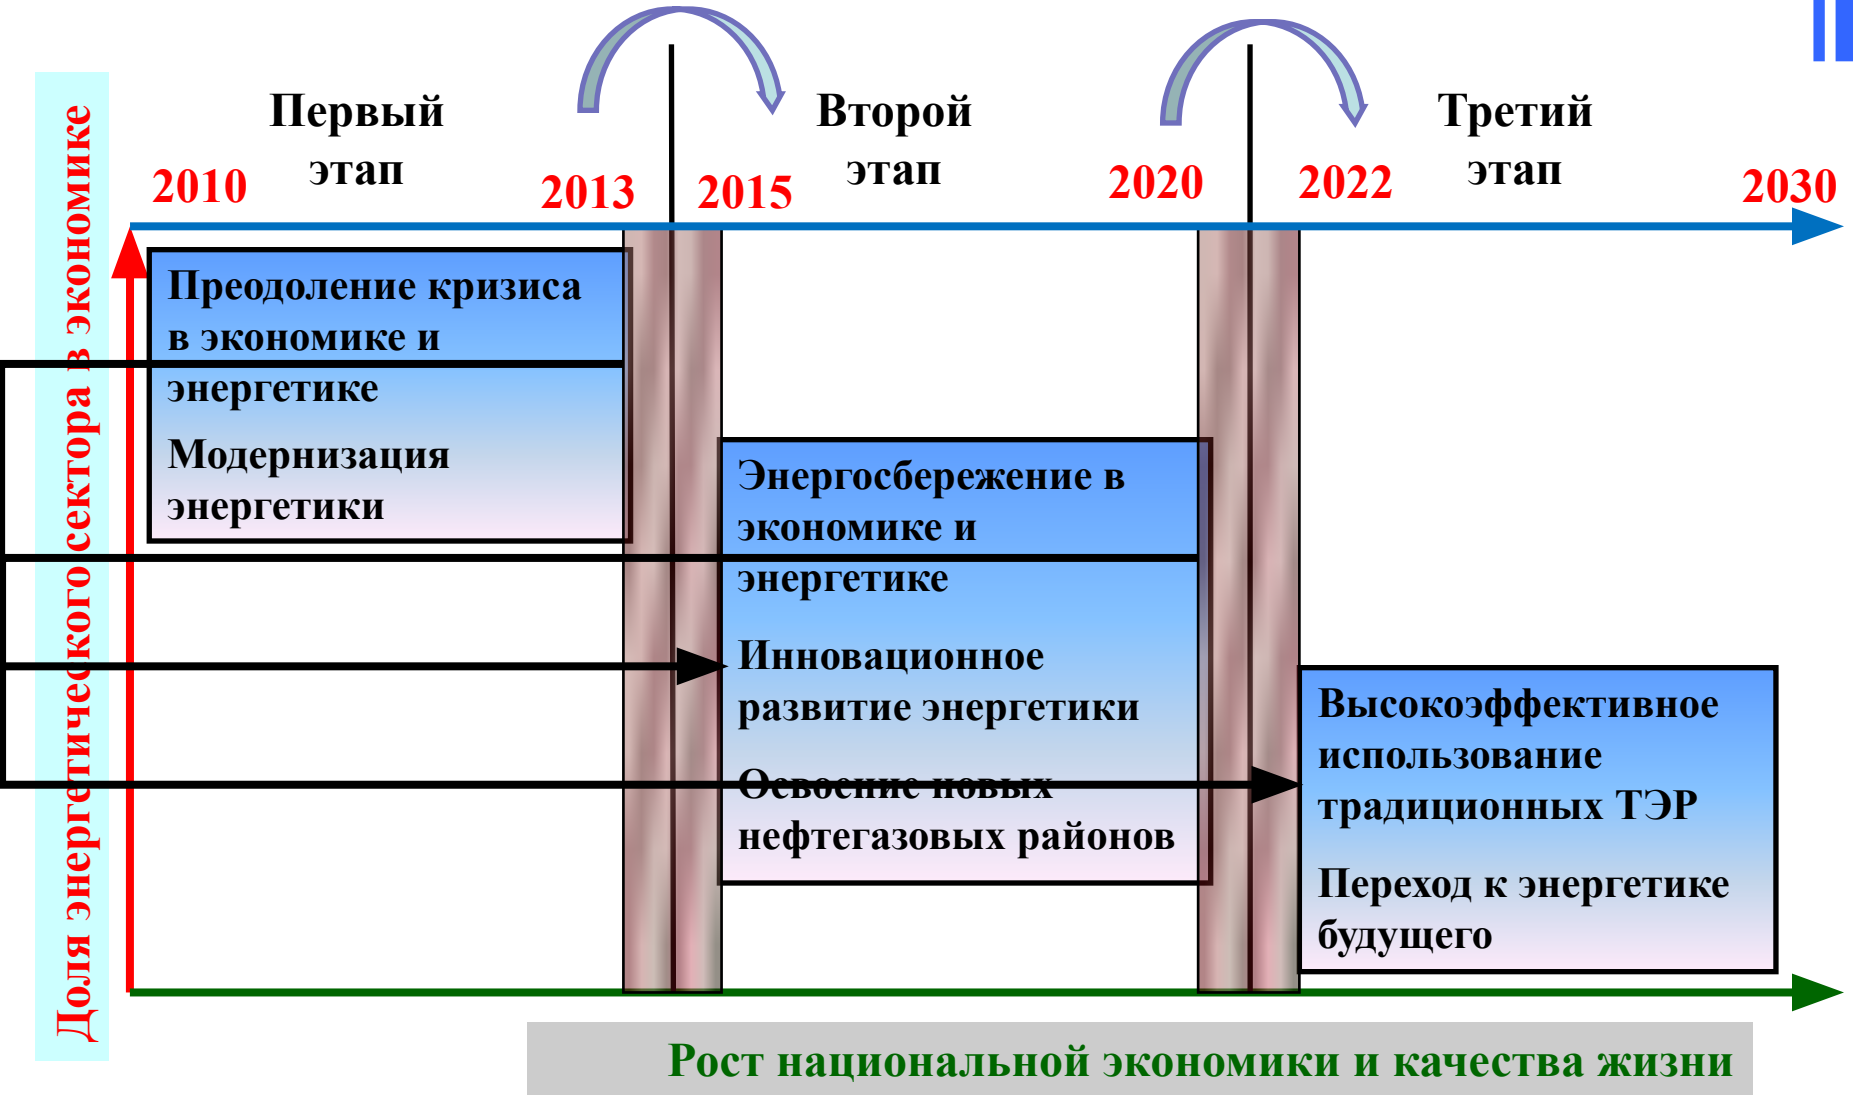 Первый
этап
Второй
этап
Третий
этап
2010
2013
2015
2020
2022
2030
Доля энергетического сектора в экономике
Преодоление кризиса
в экономике и
энергетике
Модернизация
энергетики
Энергосбережение в
экономике и
энергетике
Инновационное
развитие энергетики
Освоение новых
нефтегазовых районов
Высокоэффективное
использование
традиционных ТЭР
Переход к энергетике
будущего
Рост национальной экономики и качества жизни